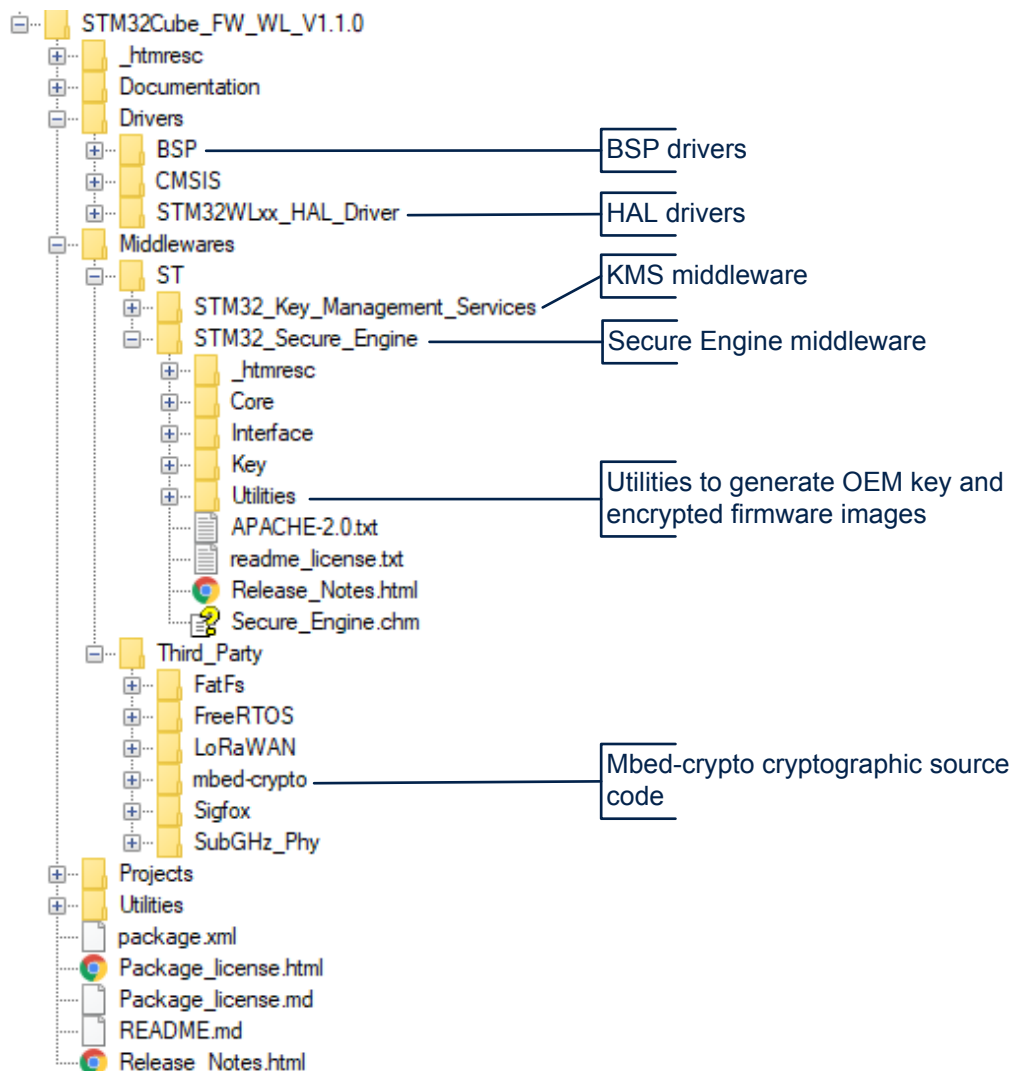 STM32Cube_FW_WL_V1.1.0
_htmresc
Documentation
Drivers
BSP
BSP drivers
CMSIS
STM32WLxx_HAL_Driver
HAL drivers
Middlewares
ST
KMS middleware
STM32_Key_Management_Services
STM32_Secure_Engine
Secure Engine middleware
_htmresc
Core
Interface
Key
Utilities
Utilities to generate OEM key and
encrypted firmware images
APACHE-2.0.txt
readme_license.txt
Release_Notes.html
Secure_Engine.chm
Third_Party
FatFs
FreeRTOS
LoRaWAN
mbed-crypto
Mbed-crypto cryptographic source
code
Sigfox
SubGHz_Phy
Projects
Utilities
package.xml
Package_license.html
Package_license.md
README.md
Release_Notes.html